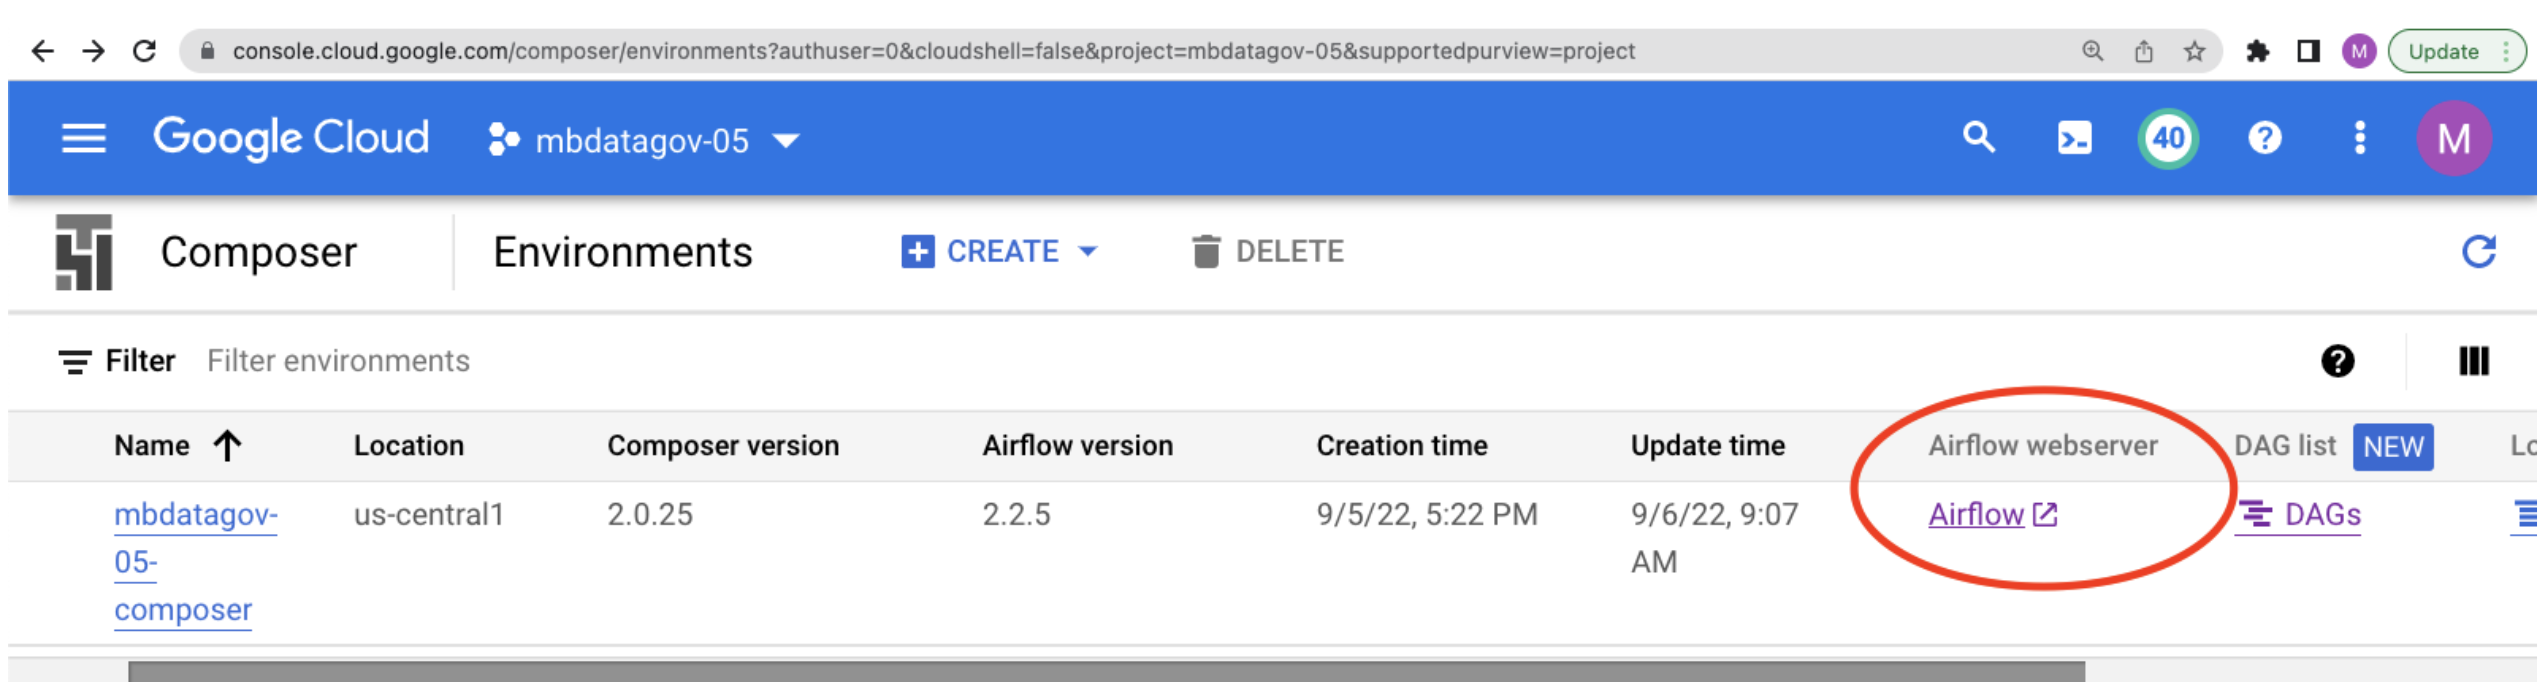 console.cloud.google.com/composer/environments?authuser=0&cloudshell=false&project=mbdatagov-05&supportedpurview=project
M
Update
Google Cloud
mbdatagov-05
40
M
Composer
Environments
CREATE
DELETE
Filter
Filter environments
Name Location Composer version Airflow version Creation time Update time Airflow webserver DAG list NEW Lo
mbdatagov- us-central1 2.0.25 2.2.5 9/5/22, 5:22 PM 9/6/22, 9:07 Airflow DAGs
05- AM
composer